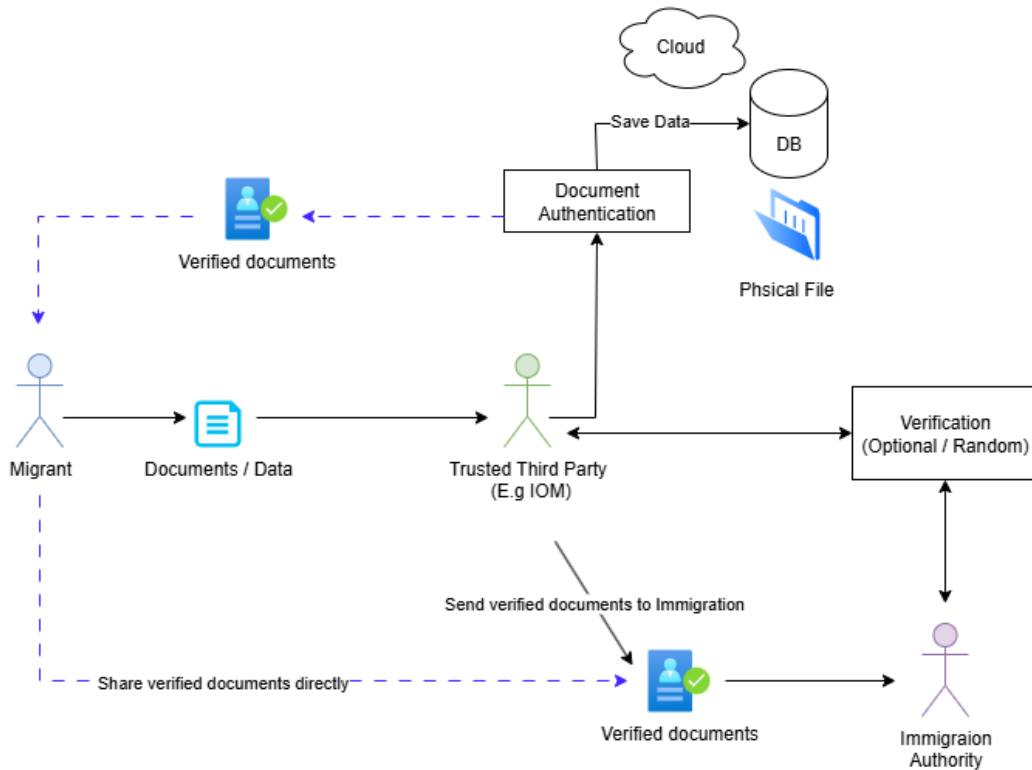 Cloud
Save Data
DB
Document
Authentication
Verified documents
Phsical File
Migrant
Documents / Data
Trusted Third Party
(E.g IOM)
Verification
(Optional / Random)
Send verified documents to Immigration
Share verified documents directly
Verified documents
Immigraion
Authority